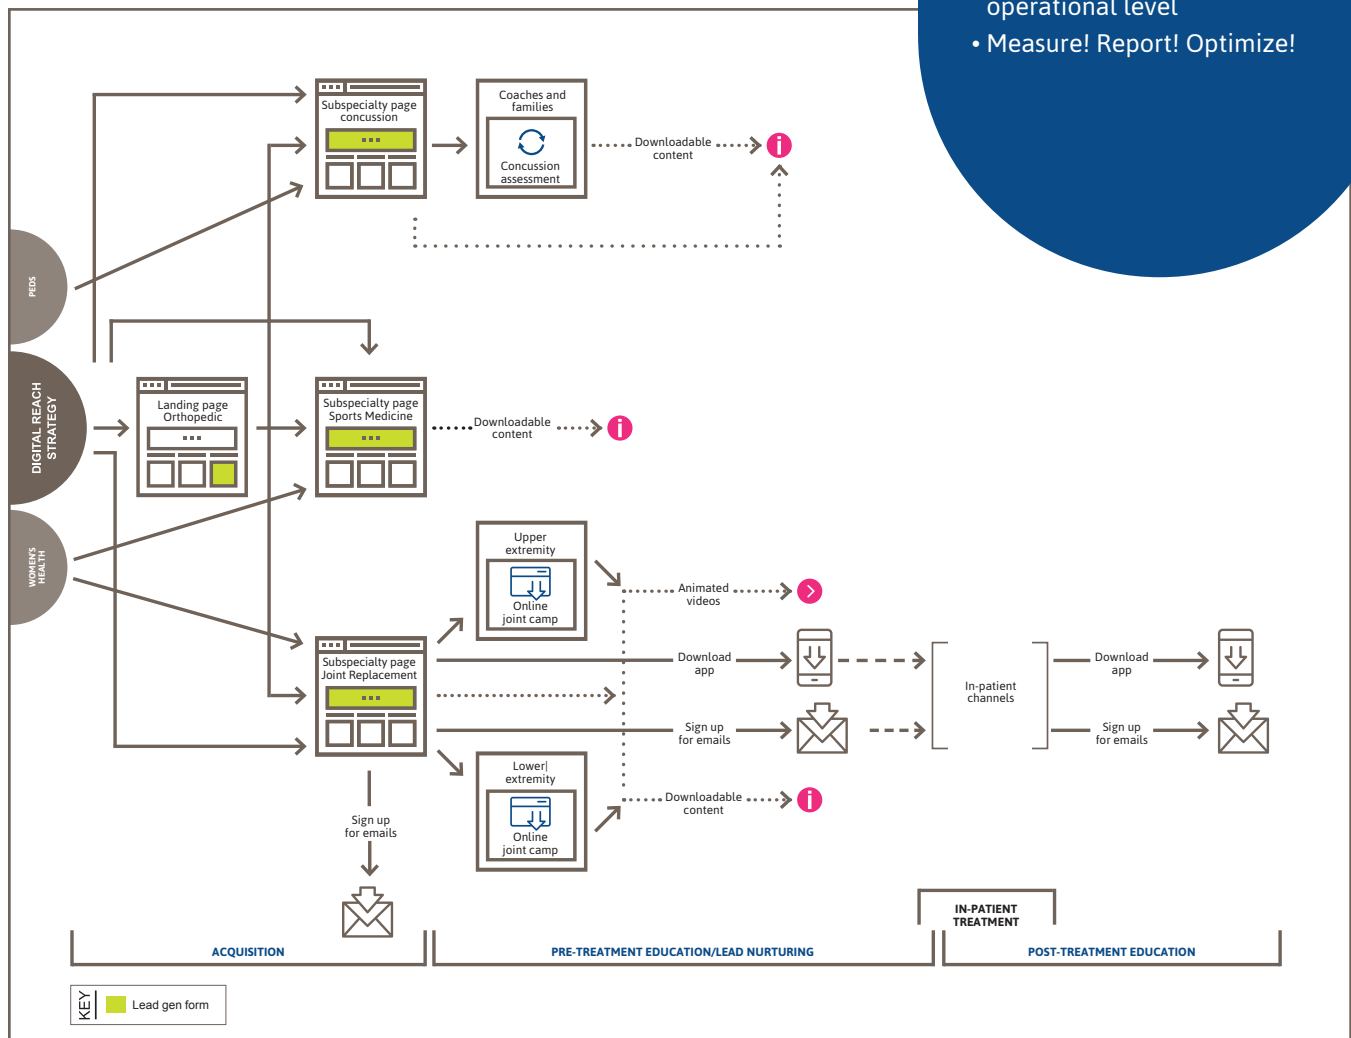 operational level
• Measure! Report! Optimize!
Subspecialty page
concussion
Coaches and
families
Concussion
assessment
Downloadable
content
i
PEDS
DIGITAL REACH
STRATEGY
WOMEN'S
HEALTH
Landing page
Orthopedic
Subspecialty page
Sports Medicine
Downloadable
content
i
Upper
extremity
Online
joint camp
Animated
videos
Subspecialty page
Joint Replacement
Download
app
Sign up
for emails
In-patient
channels
Download
app
Sign up
for emails
Lower|
extremity
Online
joint camp
Downloadable
content
i
Sign up
for emails
IN-PATIENT
TREATMENT
ACQUISITION
PRE-TREATMENT EDUCATION/LEAD NURTURING
POST-TREATMENT EDUCATION
KEY
Lead gen form